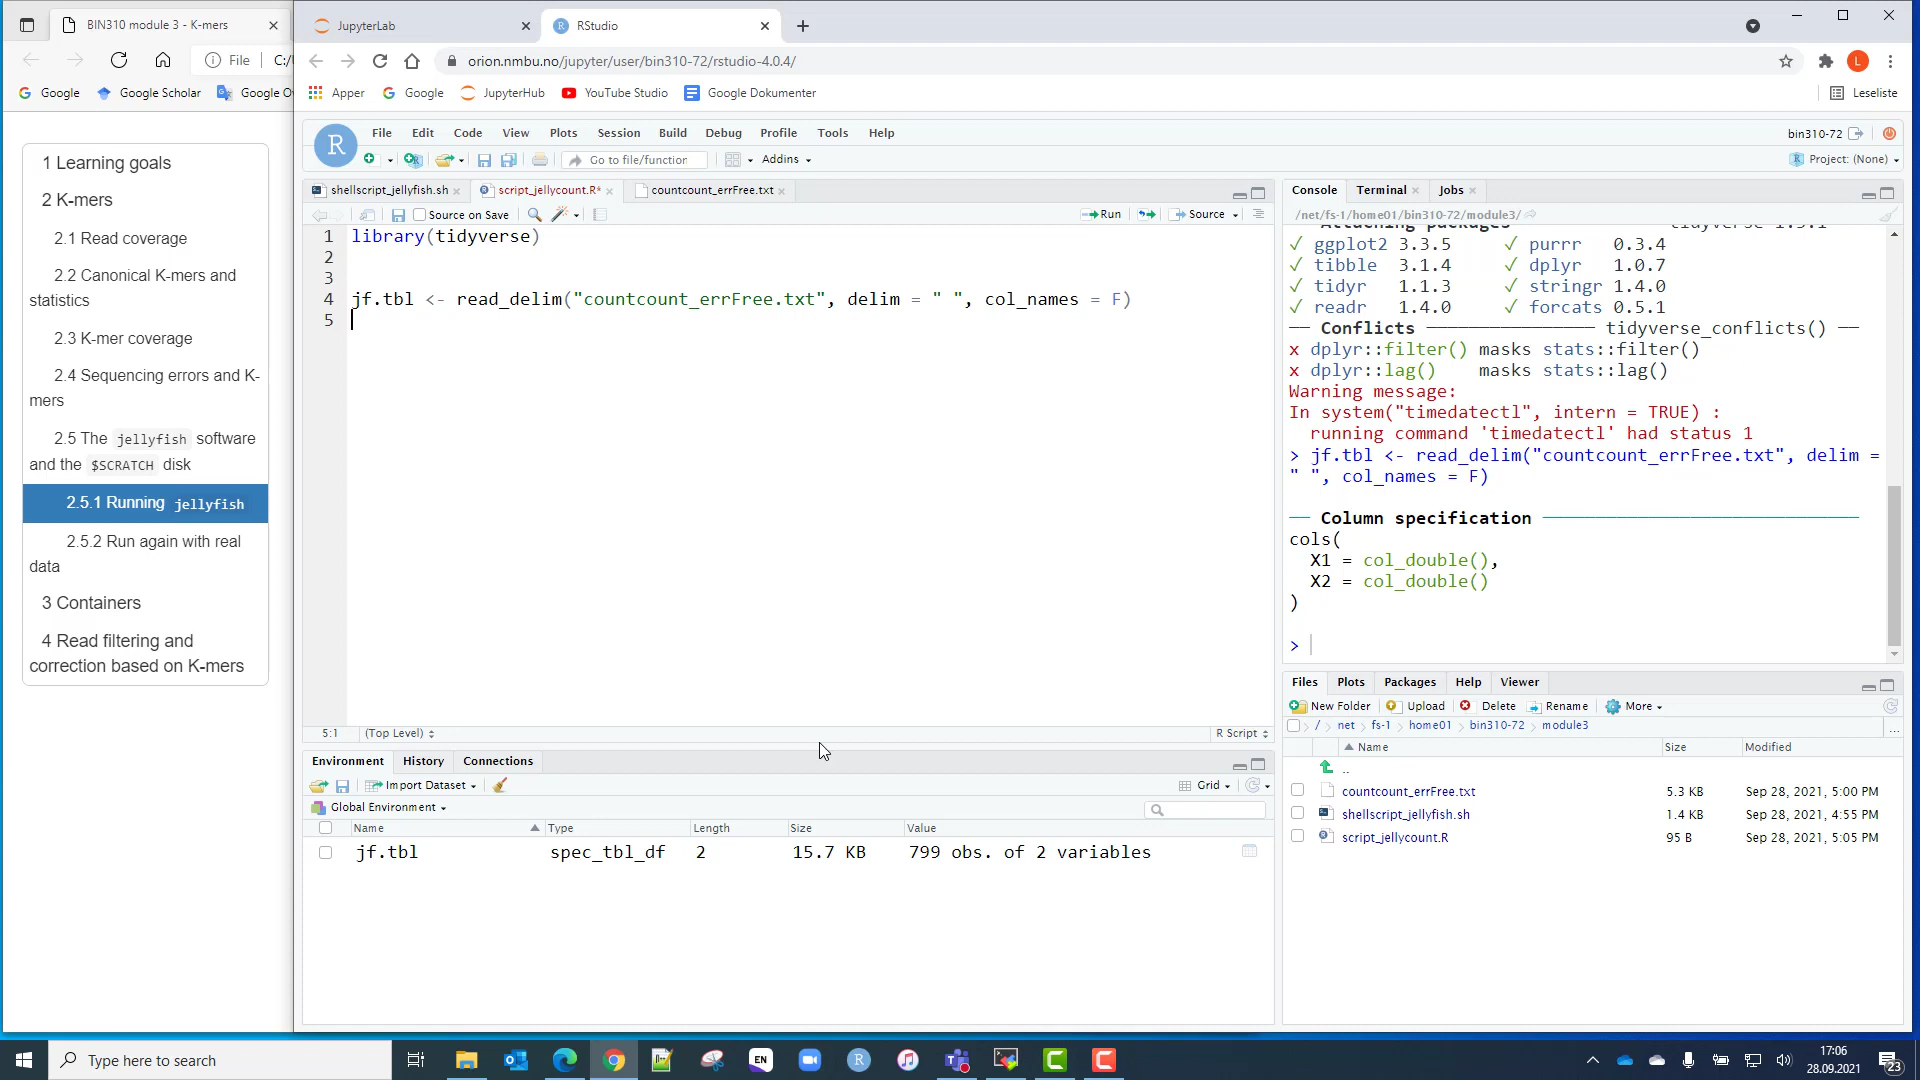 BIN310 module 3 - K-mers
File
C:/
Google
Google Scholar
1 Learning goals
2 K-mers
2.1 Read coverage
2.2 Canonical K-mers and
statistics
2.3 K-mer coverage
2.4 Sequencing errors and K-
mers
2.5 The jellyfish software
and the $SCRATCH disk
2.5.1 Running jellyfish
2.5.2 Run again with real
data
3 Containers
4 Read filtering and
correction based on K-mers
JupyterLab
RStudio
orion.nmbu.no/jupyter/user/bin310-72/rstudio-4.0.4/
L
Apper
Google
JupyterHub
YouTube Studio
Google Dokumenter
Leseliste
R
File Edit Code View Plots Session Build Debug Profile Tools Help
bin310-72
Go to file/function
Addins
Project: (None)
shellscript_jellyfish.sh
script_jellycount.R*
countcount_errFree.txt
Source on Save
Run
Source
1 library(tidyverse)
2
3
4 jf.tbl <- read_delim("countcount_errFree.txt", delim = " ", col_names = F)
5
5:1
(Top Level)
R Script
Environment History Connections
Import Dataset
Grid
Global Environment
Name Type Length Size Value
jf.tbl spec_tbl_df 2 15.7 KB 799 obs. of 2 variables
Console Terminal Jobs
/net/fs-1/home01/bin310-72/module3/
Attaching packages tidyverse 1.3.1
✓ ggplot2 3.3.5 ✓ purrr 0.3.4
✓ tibble 3.1.4 ✓ dplyr 1.0.7
✓ tidyr 1.1.3 ✓ stringr 1.4.0
✓ readr 1.4.0 ✓ forcats 0.5.1
── Conflicts ──────────────── tidyverse_conflicts() ──
x dplyr::filter() masks stats::filter()
x dplyr::lag() masks stats::lag()
Warning message:
In system("timedatectl", intern = TRUE) :
running command 'timedatectl' had status 1
> jf.tbl <- read_delim("countcount_errFree.txt", delim =
" ", col_names = F)
── Column specification ──────────────────────────────
cols(
X1 = col_double(),
X2 = col_double()
)
>
Files Plots Packages Help Viewer
New Folder Upload Delete Rename More
/ net fs-1 home01 bin310-72 module3
...
Name Size Modified
..
countcount_errFree.txt 5.3 KB Sep 28, 2021, 5:00 PM
shellscript_jellyfish.sh 1.4 KB Sep 28, 2021, 4:55 PM
script_jellycount.R 95 B Sep 28, 2021, 5:05 PM
Type here to search
EN
R
17:06
28.09.2021
23